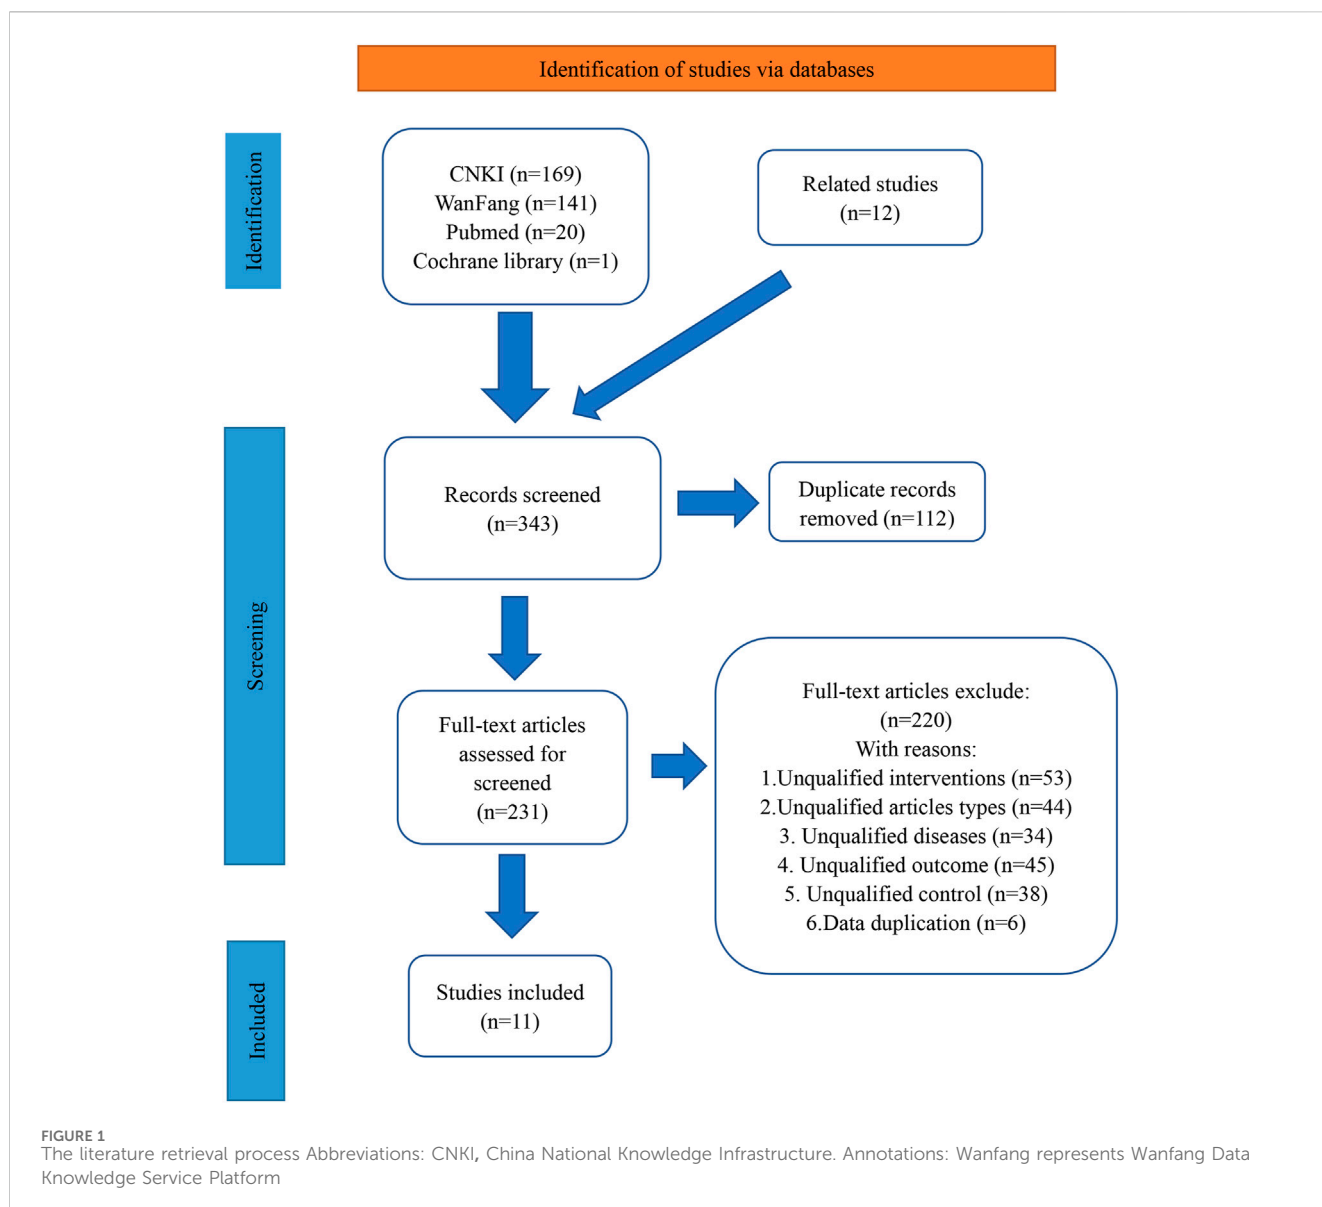 Identification of studies via databases
Identification
CNKI (n=169)
WanFang (n=141)
Pubmed (n=20)
Cochrane library (n=1)
Related studies
(n=12)
Screening
Records screened
(n=343)
Duplicate records
removed (n=112)
Full-text articles
assessed for
screened
(n=231)
Full-text articles exclude:
(n=220)
With reasons:
1.Unqualified interventions (n=53)
2.Unqualified articles types (n=44)
3. Unqualified diseases (n=34)
4. Unqualified outcome (n=45)
5. Unqualified control (n=38)
6.Data duplication (n=6)
Included
Studies included
(n=11)
FIGURE 1
The literature retrieval process Abbreviations: CNKI, China National Knowledge Infrastructure. Annotations: Wanfang represents Wanfang Data
Knowledge Service Platform